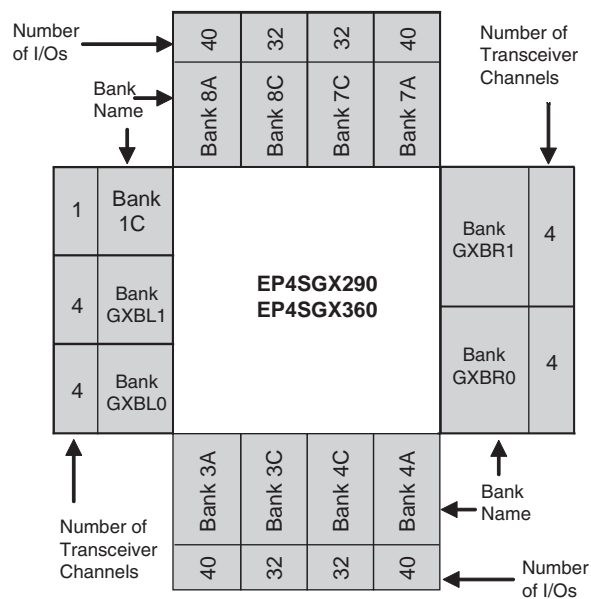 Number
of I/Os
40
32
32
40
Number of
Transceiver
Channels
Bank
Name
Bank 8A
Bank 8C
Bank 7C
Bank 7A
1
Bank
1C
4
Bank
GXBL1
4
Bank
GXBL0
EP4SGX290
EP4SGX360
Bank
GXBR1
4
Bank
GXBR0
4
Bank 3A
Bank 3C
Bank 4C
Bank 4A
Bank
Name
Number of
Transceiver
Channels
40
32
32
40
Number
of I/Os